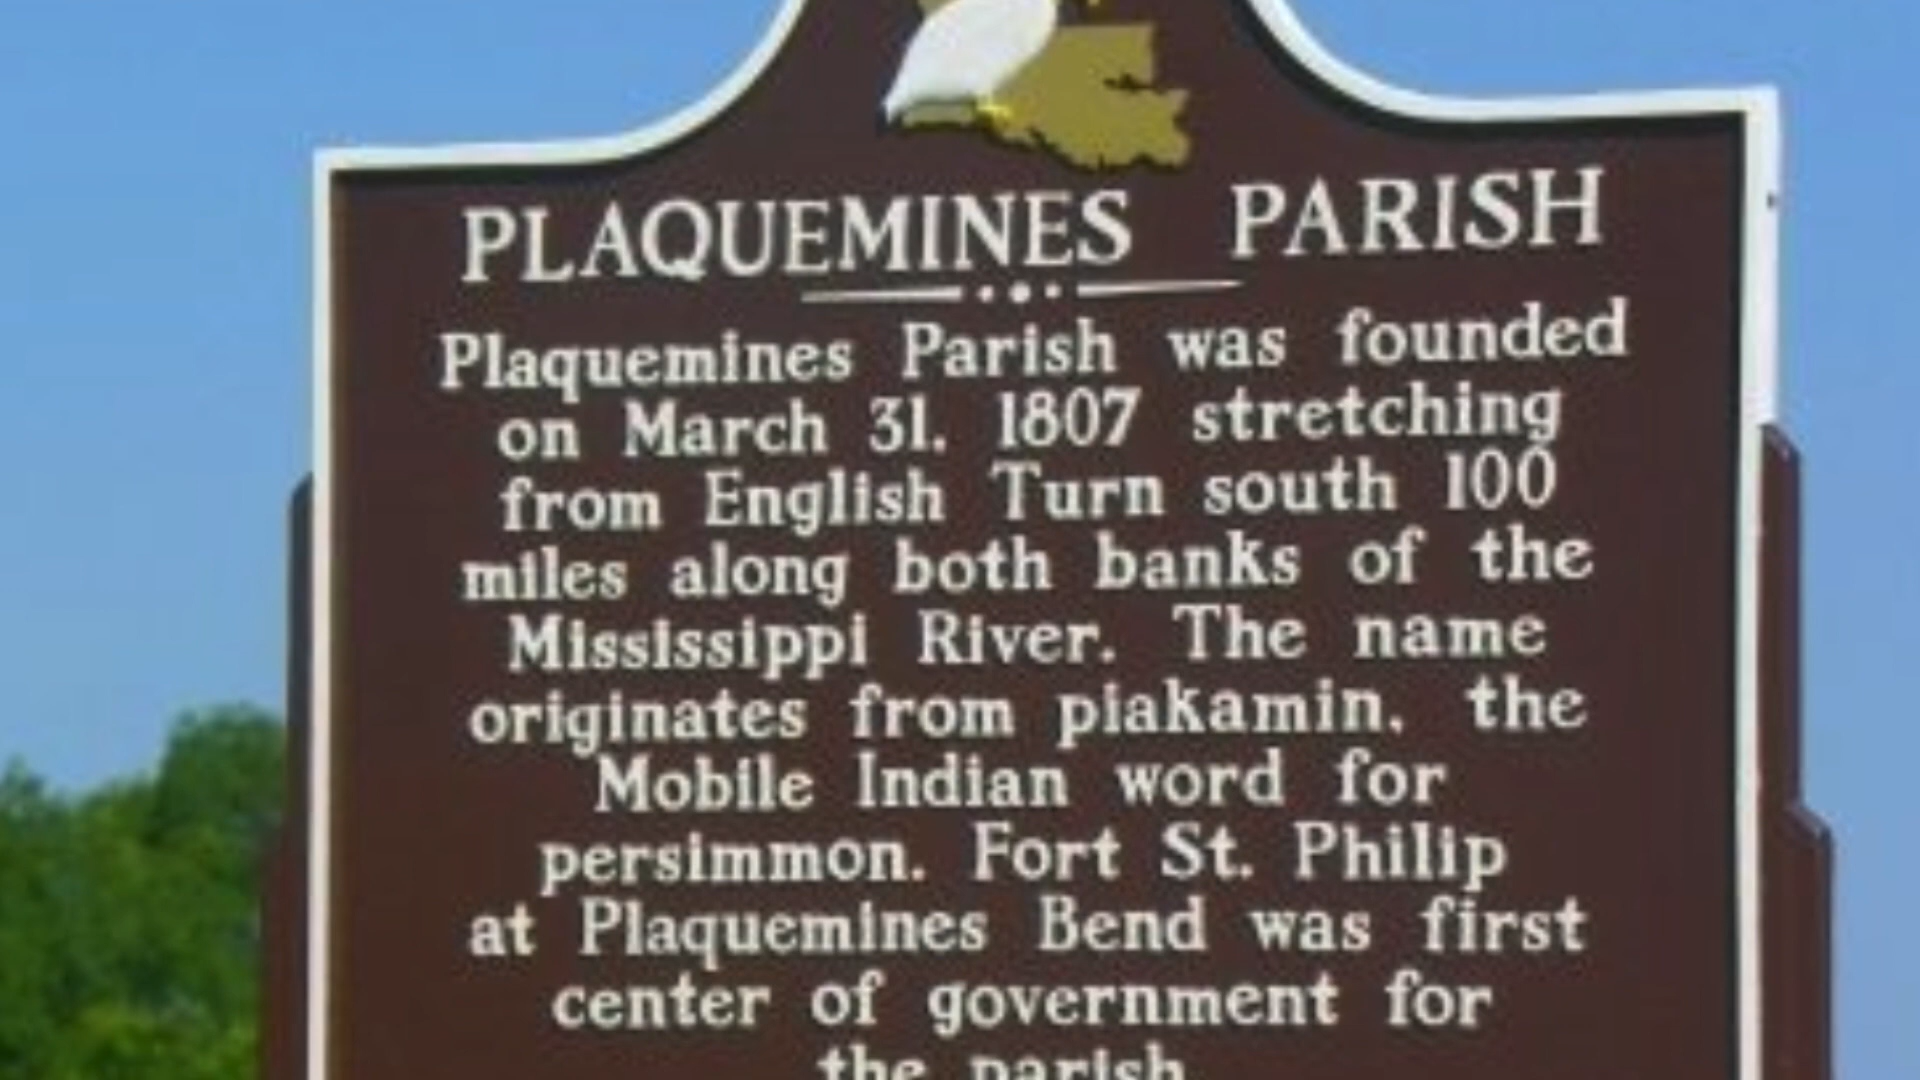 PLAQUEMINES PARISH
Plaquemines Parish was founded
on March 31, 1807 stretching
from English Turn south 100
miles along both banks of the
Mississippi River. The name
originates from piakamin, the
Mobile Indian word for
persimmon. Fort St. Philip
at Plaquemines Bend was first
center of government for
the parish.